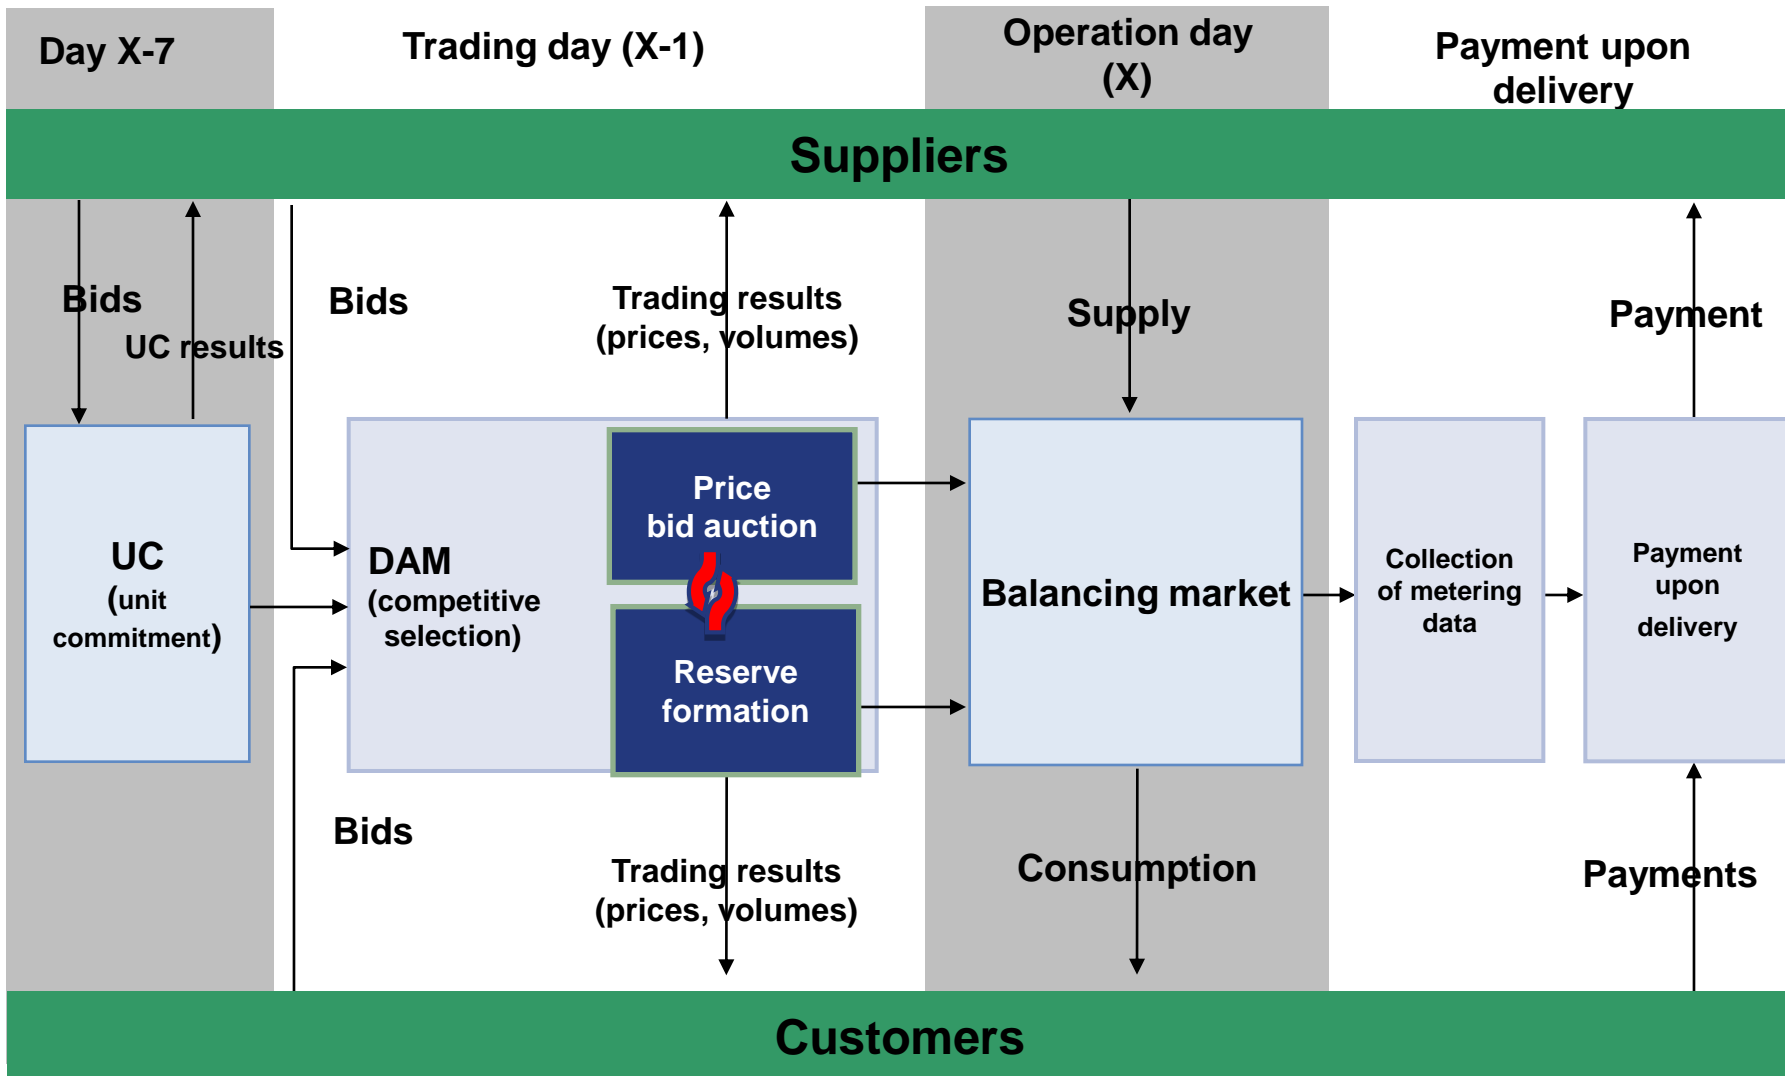 Day X-7
Trading day (X-1)
Operation day
(X)
Payment upon
delivery
Suppliers
Bids
UC results
Bids
Trading results
(prices, volumes)
Supply
Payment
UC
(unit
commitment)
DAM
(competitive
selection)
Price
bid auction
Reserve
formation
Balancing market
Collection
of metering
data
Payment
upon
delivery
Bids
Trading results
(prices, volumes)
Consumption
Payments
Customers